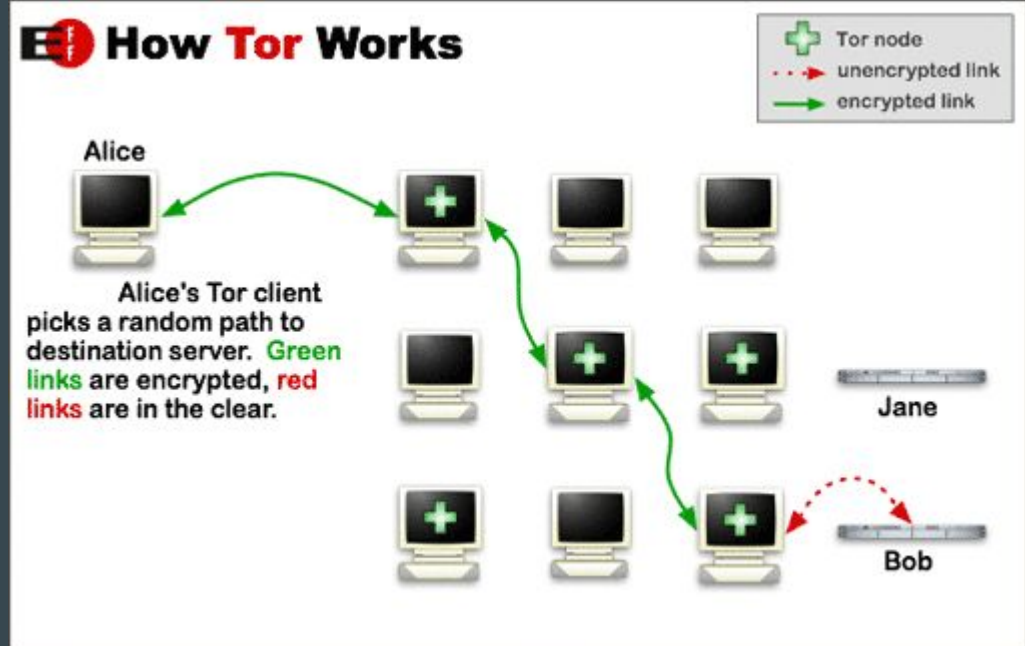 EFF How Tor Works
Tor node
unencrypted link
encrypted link
Alice
Alice's Tor client
picks a random path to
destination server. Green
links are encrypted, red
links are in the clear.
Jane
Bob